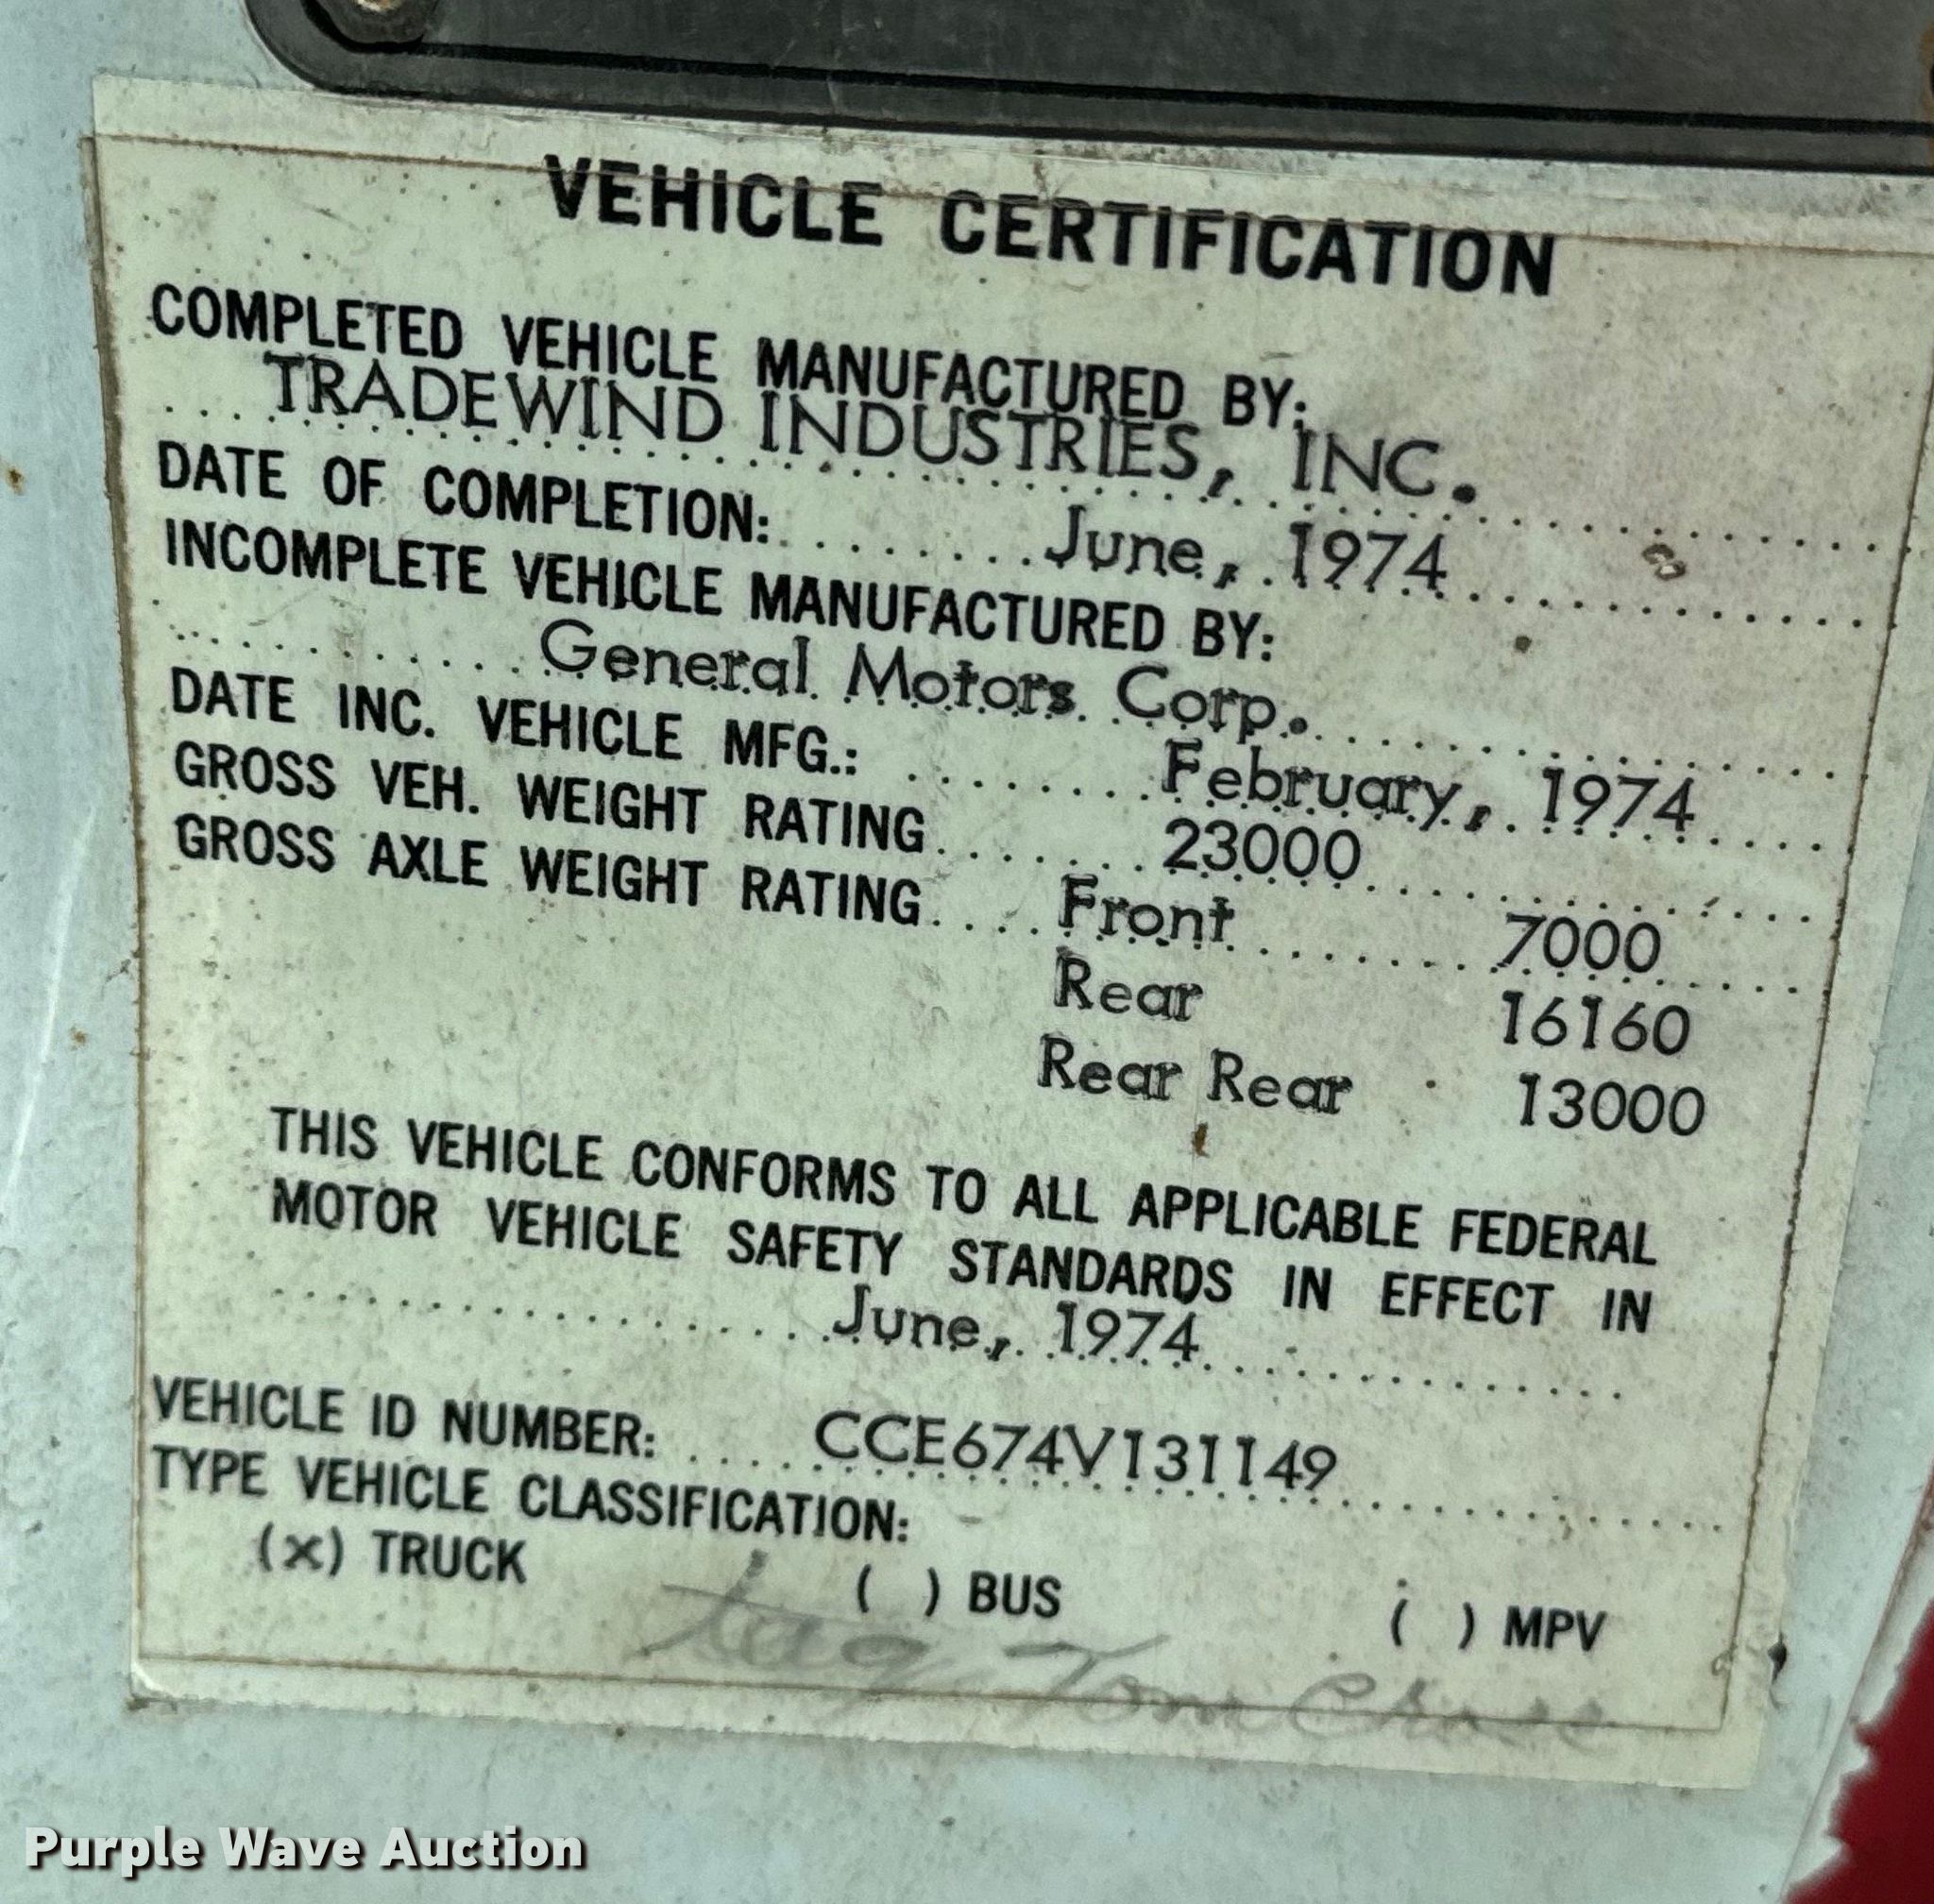 VEHICLE CERTIFICATION
COMPLETED VEHICLE MANUFACTURED BY:
TRADEWIND INDUSTRIES, INC.
DATE OF COMPLETION: June, 1974
INCOMPLETE VEHICLE MANUFACTURED BY:
General Motors Corp.
DATE INC. VEHICLE MFG.: February, 1974
GROSS VEH. WEIGHT RATING 23000
GROSS AXLE WEIGHT RATING Front 7000
Rear 16160
Rear Rear 13000
THIS VEHICLE CONFORMS TO ALL APPLICABLE FEDERAL
MOTOR VEHICLE SAFETY STANDARDS IN EFFECT IN
June, 1974
VEHICLE ID NUMBER: CCE674V131149
TYPE VEHICLE CLASSIFICATION:
(x) TRUCK ( ) BUS ( ) MPV
Tom
Purple Wave Auction